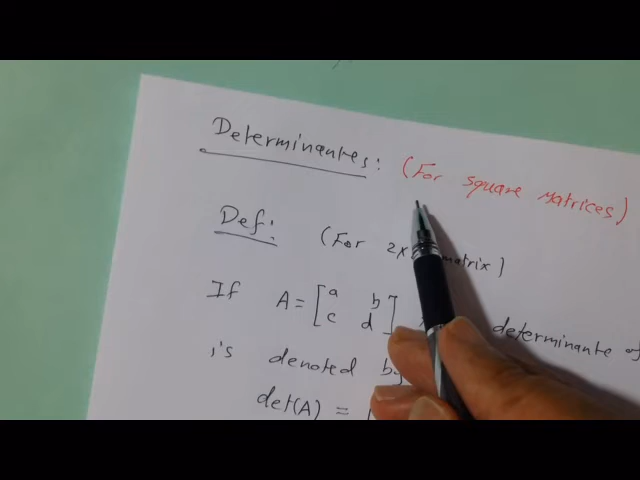 Determinantes: (For square Matrices)
Def: (For 2x matrix)
If A = [a b c d] determinante of
is denoted by
det(A) =